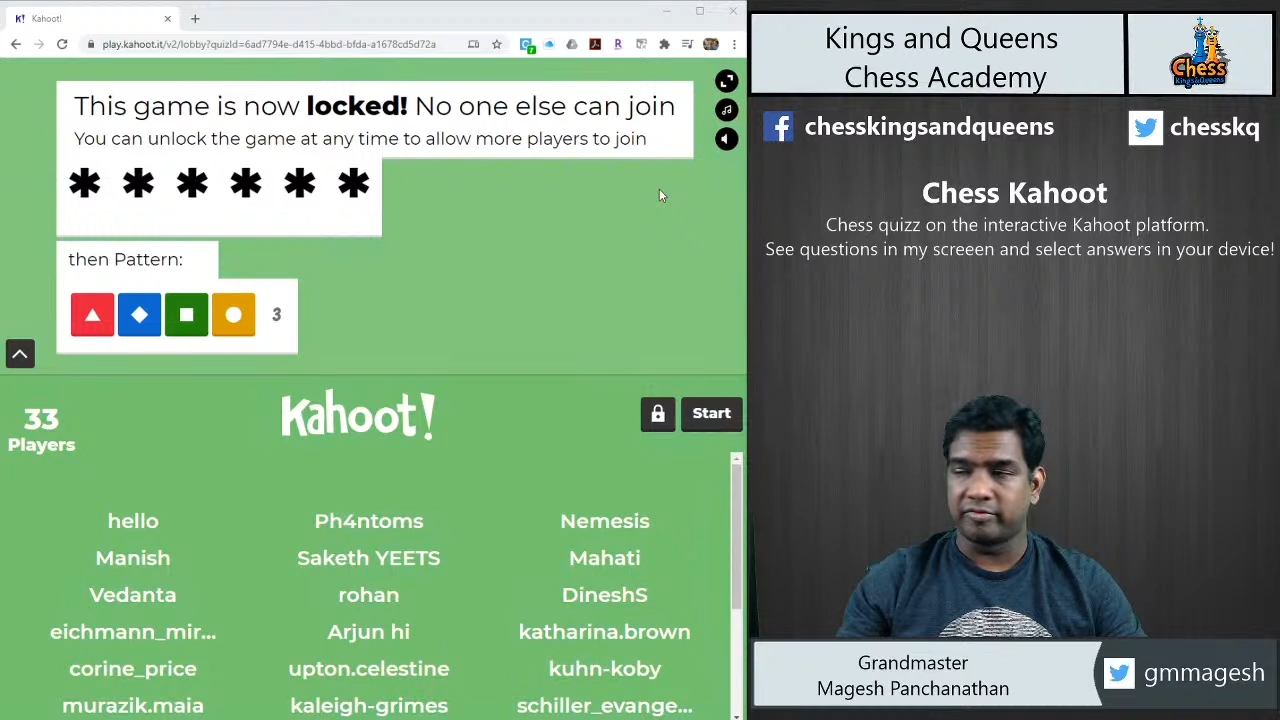 Kahoot!
play.kahoot.it/v2/lobby?quizId=6ad7794e-d415-4bbd-bfda-a1678cd5d72a
7
This game is now locked! No one else can join
You can unlock the game at any time to allow more players to join
* * * * * *
then Pattern:
3
33
Players
Kahoot!
Start
hello Ph4ntoms Nemesis
Manish Saketh YEETS Mahati
Vedanta rohan DineshS
eichmann_mir... Arjun hi katharina.brown
corine_price upton.celestine kuhn-koby
murazik.maia kaleigh-grimes schiller_evange...
Kings and Queens
Chess Academy
Chess
Kings&Queens
chesskingsandqueens
chesskq
Chess Kahoot
Chess quizz on the interactive Kahoot platform.
See questions in my screeen and select answers in your device!
Grandmaster
Magesh Panchanathan
gmmagesh